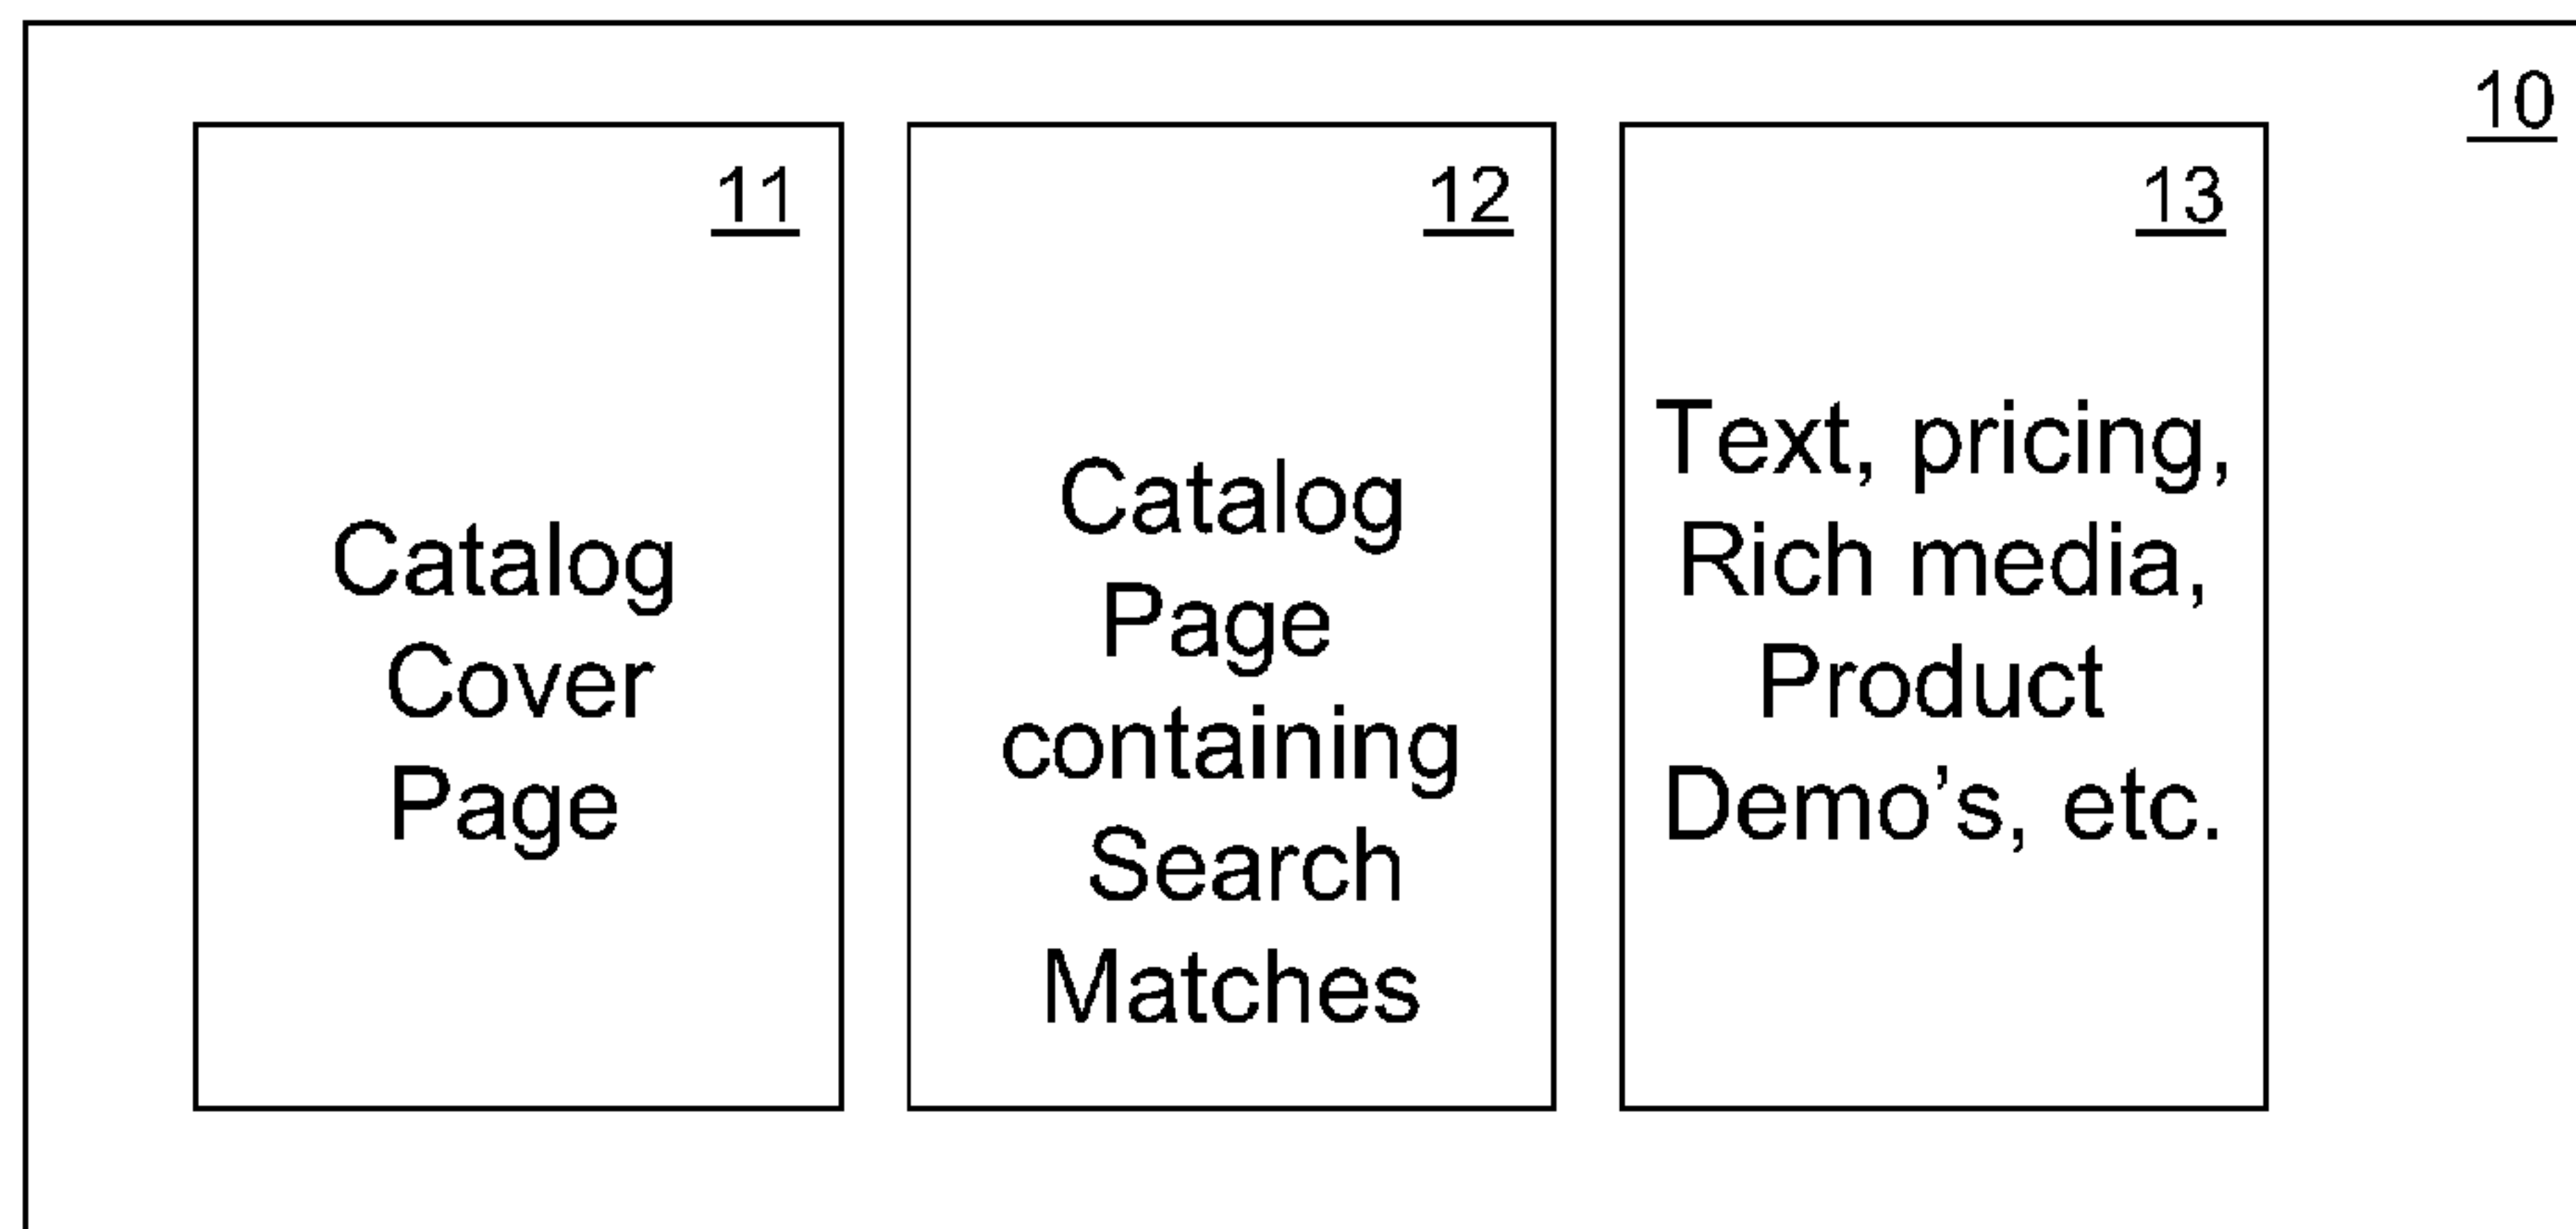 10
11
Catalog
Cover
Page
12
Catalog
Page
containing
Search
Matches
13
Text, pricing,
Rich media,
Product
Demo’s, etc.